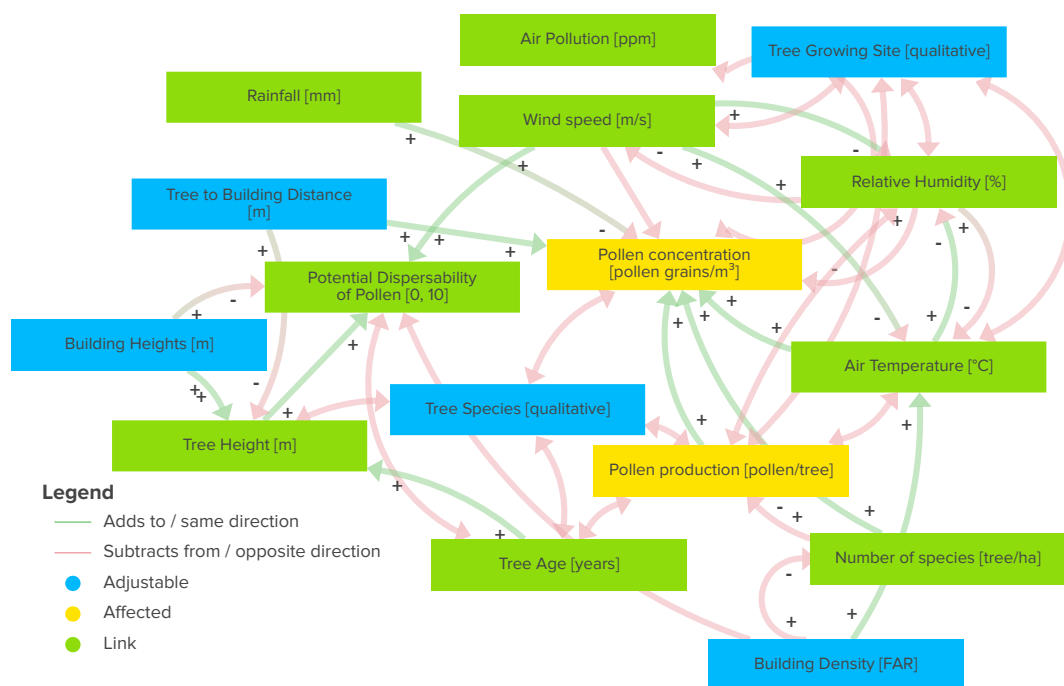 Air Pollution [ppm]
Tree Growing Site [qualitative]
Rainfall [mm]
Wind speed [m/s]
Relative Humidity [%]
Tree to Building Distance
[m]
Pollen concentration
[pollen grains/m³]
Potential Dispersability
of Pollen [0, 10]
Building Heights [m]
Air Temperature [°C]
Tree Species [qualitative]
Tree Height [m]
Pollen production [pollen/tree]
Legend
Adds to / same direction
Subtracts from / opposite direction
Adjustable
Affected
Link
Tree Age [years]
Number of species [tree/ha]
Building Density [FAR]